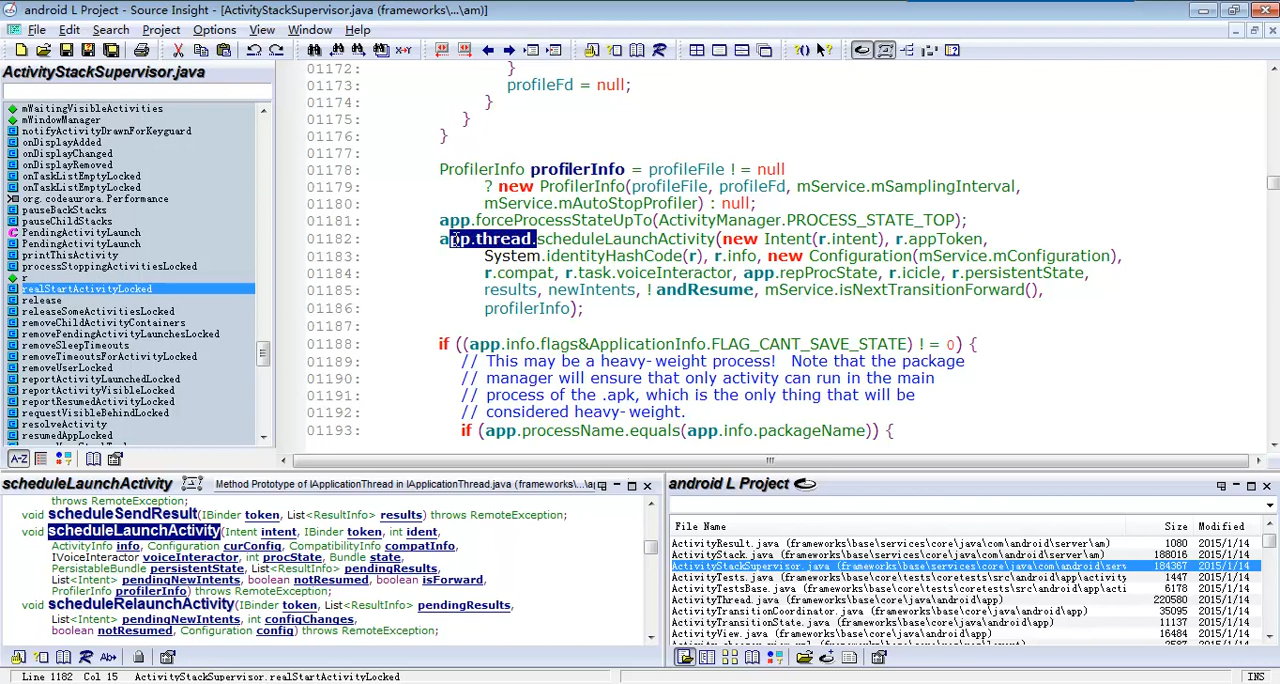 android L Project - Source Insight - [ActivityStackSupervisor.java (frameworks\...\am)]
File Edit Search Project Options View Window Help
ActivityStackSupervisor.java
mWaitingVisibleActivities
mWindowManager
notifyActivityDrawnForKeyguard
onDisplayAdded
onDisplayChanged
onDisplayRemoved
onTaskListEmptyLocked
onTaskListEmptyLocked
org.codeaurora.Performance
pauseBackStacks
pauseChildStacks
PendingActivityLaunch
PendingActivityLaunch
printThisActivity
processStoppingActivitiesLocked
r
realStartActivityLocked
release
releaseSomeActivitiesLocked
removeChildActivityContainers
removePendingActivityLaunchesLocked
removeSleepTimeouts
removeTimeoutsForActivityLocked
removeUserLocked
reportActivityLaunchedLocked
reportActivityVisibleLocked
reportResumedActivityLocked
requestVisibleBehindLocked
resolveActivity
resumedAppLocked
01172: }
01173: profileFd = null;
01174: }
01175: }
01176: }
01177:
01178: ProfilerInfo profilerInfo = profileFile ! = null
01179: ? new ProfilerInfo(profileFile, profileFd, mService.mSamplingInterval,
01180: mService.mAutoStopProfiler) : null;
01181: app.forceProcessStateUpTo(ActivityManager.PROCESS_STATE_TOP);
01182: app.thread.scheduleLaunchActivity(new Intent(r.intent), r.appToken,
01183: System.identityHashCode(r), r.info, new Configuration(mService.mConfiguration),
01184: r.compat, r.task.voiceInteractor, app.repProcState, r.icicle, r.persistentState,
01185: results, newIntents, ! andResume, mService.isNextTransitionForward(),
01186: profilerInfo);
01187:
01188: if ((app.info.flags&ApplicationInfo.FLAG_CANT_SAVE_STATE) ! = 0) {
01189: // This may be a heavy-weight process! Note that the package
01190: // manager will ensure that only activity can run in the main
01191: // process of the .apk, which is the only thing that will be
01192: // considered heavy-weight.
01193: if (app.processName.equals(app.info.packageName)) {
scheduleLaunchActivity Method Prototype of IApplicationThread in IApplicationThread.java (frameworks\...\a
throws RemoteException;
void scheduleSendResult(IBinder token, List<ResultInfo> results) throws RemoteException;
void scheduleLaunchActivity(Intent intent, IBinder token, int ident,
ActivityInfo info, Configuration curConfig, CompatibilityInfo compatInfo,
IVoiceInteractor voiceInteractor, int procState, Bundle state,
PersistableBundle persistentState, List<ResultInfo> pendingResults,
List<Intent> pendingNewIntents, boolean notResumed, boolean isForward,
ProfilerInfo profilerInfo) throws RemoteException;
void scheduleRelaunchActivity(IBinder token, List<ResultInfo> pendingResults,
List<Intent> pendingNewIntents, int configChanges,
boolean notResumed, Configuration config) throws RemoteException;
android L Project
File Name Size Modified
ActivityResult.java (frameworks\base\services\core\java\com\android\server\am) 1080 2015/1/14
ActivityStack.java (frameworks\base\services\core\java\com\android\server\am) 188016 2015/1/14
ActivityStackSupervisor.java (frameworks\base\services\core\java\com\android\serv 184367 2015/1/14
ActivityTests.java (frameworks\base\core\tests\coretests\src\android\app\activity 1447 2015/1/14
ActivityTestsBase.java (frameworks\base\core\tests\coretests\src\android\app\acti 6178 2015/1/14
ActivityThread.java (frameworks\base\core\java\android\app) 220580 2015/1/14
ActivityTransitionCoordinator.java (frameworks\base\core\java\android\app) 35095 2015/1/14
ActivityTransitionState.java (frameworks\base\core\java\android\app) 11137 2015/1/14
ActivityView.java (frameworks\base\core\java\android\app) 16484 2015/1/14
Line 1182 Col 15 ActivityStackSupervisor.realStartActivityLocked INS